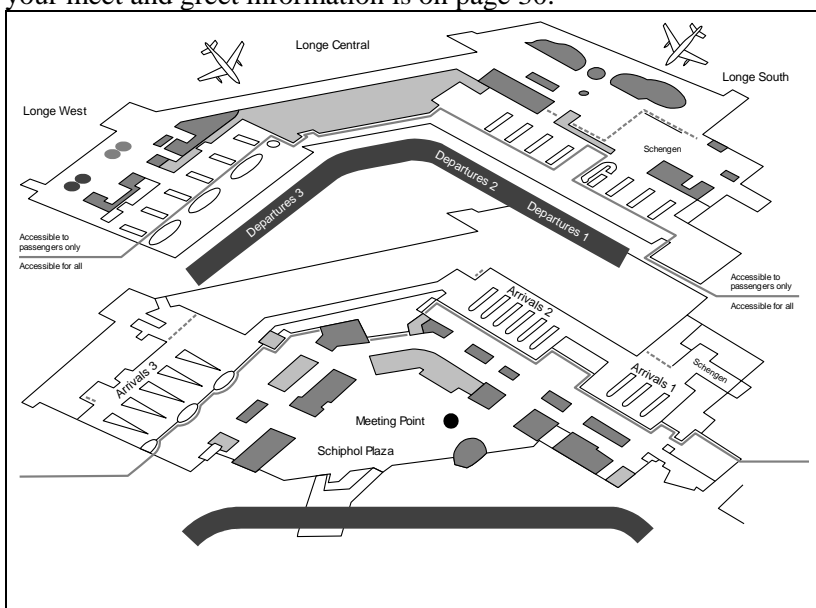 your meet and greet information is on page 30.
Longe Central
Longe South
Longe West
Schengen
Departures 3
Departures 2
Departures 1
Accessible to
passengers only
Accessible for all
Accessible to
passengers only
Accessible for all
Arrivals 2
Arrivals 3
Arrivals 1
Schengen
Meeting Point
Schiphol Plaza